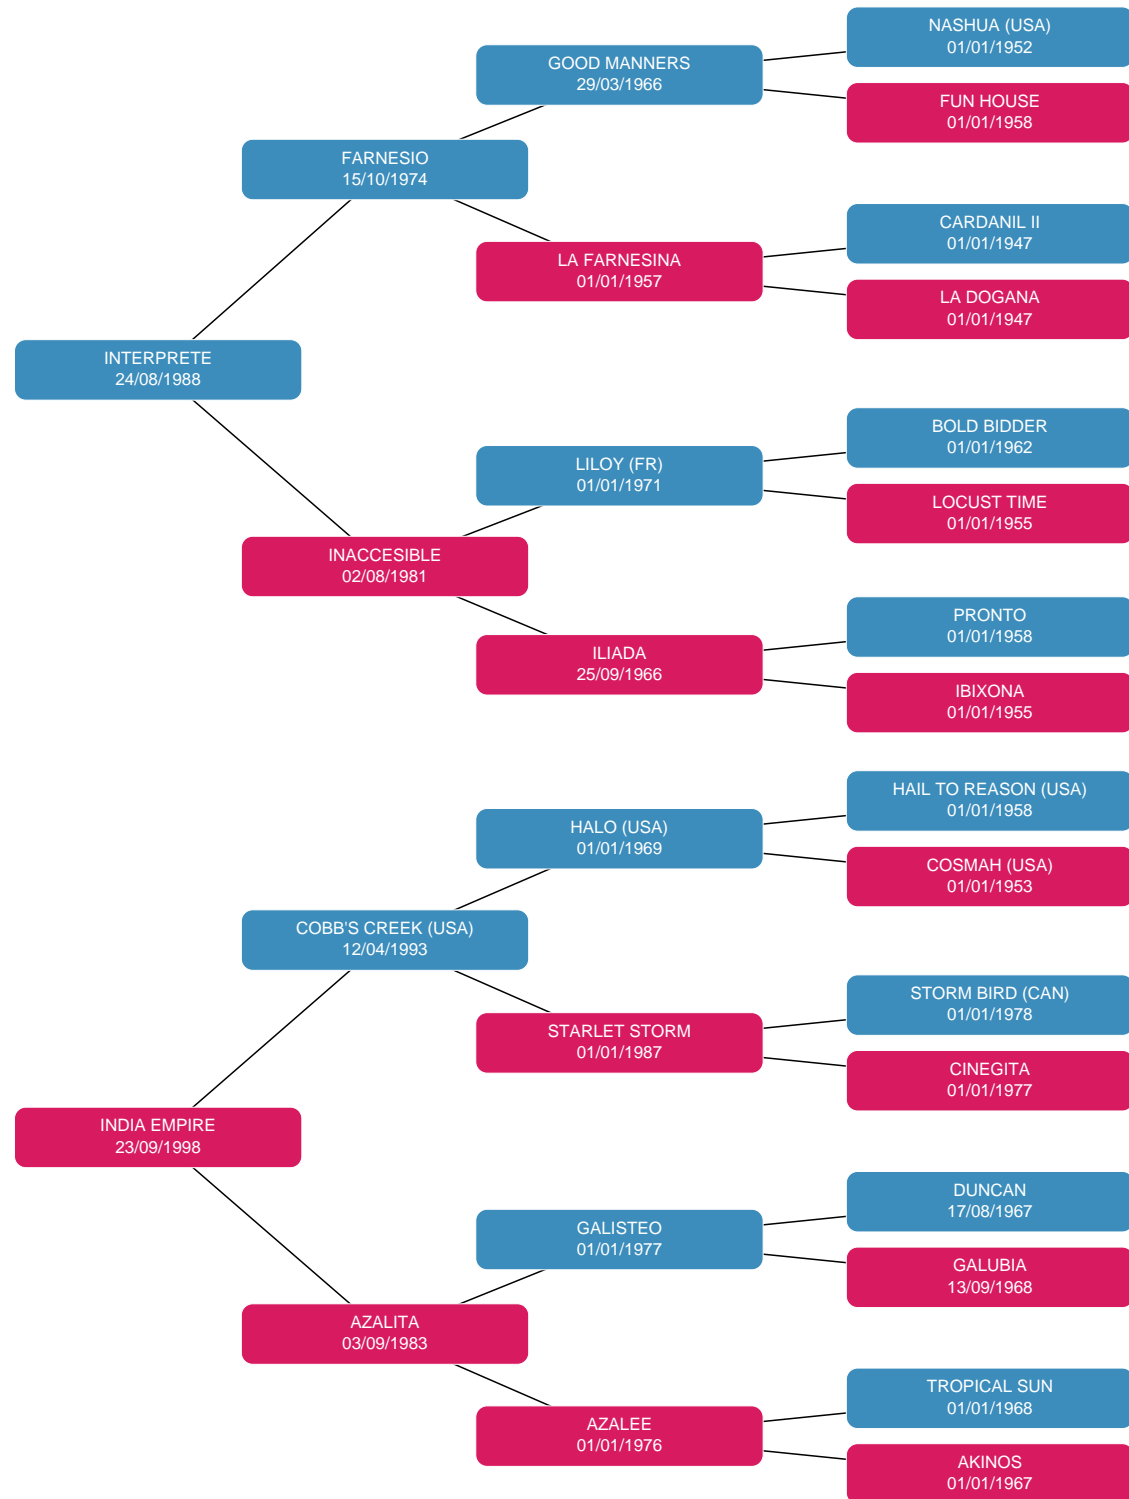 NASHUA (USA)
01/01/1952
GOOD MANNERS
29/03/1966
FUN HOUSE
01/01/1958
FARNESIO
15/10/1974
CARDANIL II
01/01/1947
LA FARNESINA
01/01/1957
LA DOGANA
01/01/1947
INTERPRETE
24/08/1988
BOLD BIDDER
01/01/1962
LILOY (FR)
01/01/1971
LOCUST TIME
01/01/1955
INACCESIBLE
02/08/1981
PRONTO
01/01/1958
ILIADA
25/09/1966
IBIXONA
01/01/1955
HAIL TO REASON (USA)
01/01/1958
HALO (USA)
01/01/1969
COSMAH (USA)
01/01/1953
COBB'S CREEK (USA)
12/04/1993
STORM BIRD (CAN)
01/01/1978
STARLET STORM
01/01/1987
CINEGITA
01/01/1977
INDIA EMPIRE
23/09/1998
DUNCAN
17/08/1967
GALISTEO
01/01/1977
GALUBIA
13/09/1968
AZALITA
03/09/1983
TROPICAL SUN
01/01/1968
AZALEE
01/01/1976
AKINOS
01/01/1967